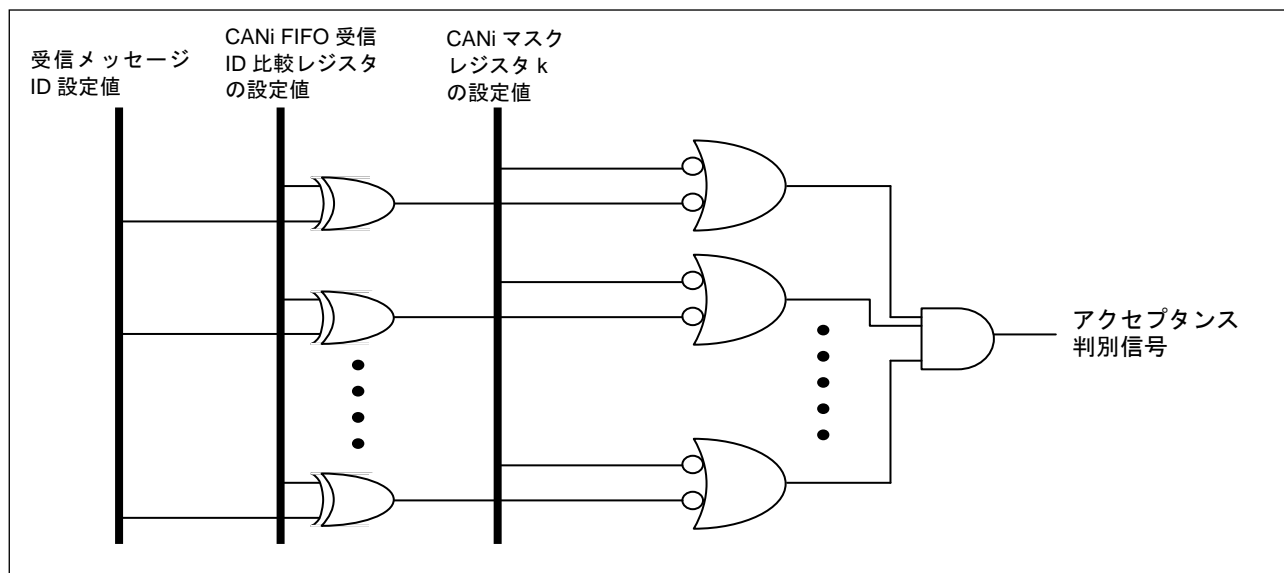 受信メッセージ
ID 設定値
CANi FIFO 受信
ID 比較レジスタ
の設定値
CANi マスク
レジスタ k
の設定値
アクセプタンス
判別信号